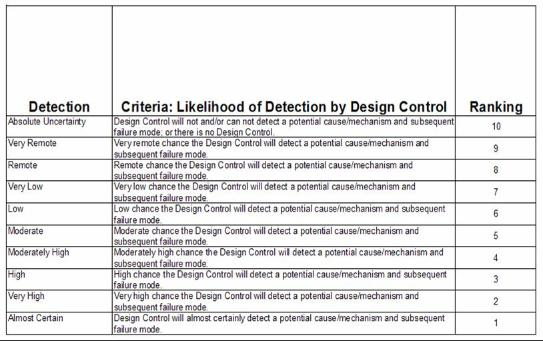 Detection Criteria: Likelihood of Detection by Design Control Ranking
Absolute Uncertainty Design Control will not and/or can not detect a potential cause/mechanism and subsequent
failure mode; or there is no Design Control. 10
Very Remote Very remote chance the Design Control will detect a potential cause/mechanism and
subsequent failure mode. 9
Remote Remote chance the Design Control will detect a potential cause/mechanism and
subsequent failure mode. 8
Very Low Very low chance the Design Control will detect a potential cause/mechanism and
subsequent failure mode. 7
Low Low chance the Design Control will detect a potential cause/mechanism and subsequent
failure mode. 6
Moderate Moderate chance the Design Control will detect a potential cause/mechanism and
subsequent failure mode. 5
Moderately High Moderately high chance the Design Control will detect a potential cause/mechanism and
subsequent failure mode. 4
High High chance the Design Control will detect a potential cause/mechanism and subsequent
failure mode. 3
Very High Very high chance the Design Control will detect a potential cause/mechanism and
subsequent failure mode. 2
Almost Certain Design Control will almost certainly detect a potential cause/mechanism and subsequent
failure mode. 1